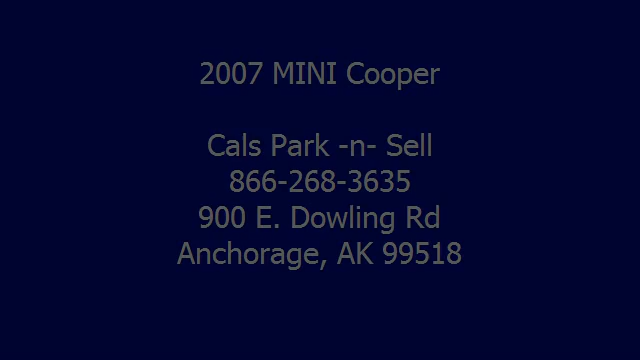 2007 MINI Cooper
Cals Park -n- Sell
866-268-3635
900 E. Dowling Rd
Anchorage, AK 99518